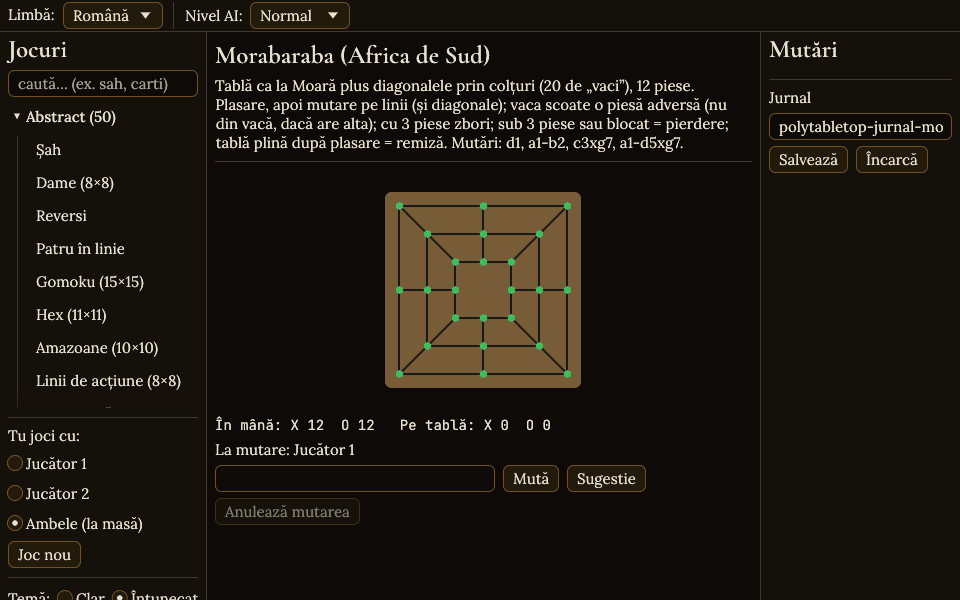 Limbă: Română ▼ Nivel AI: Normal ▼
Jocuri
caută… (ex. sah, carti)
▼ Abstract (50)
Șah
Dame (8×8)
Reversi
Patru în linie
Gomoku (15×15)
Hex (11×11)
Amazoane (10×10)
Linii de acțiune (8×8)
Tu joci cu:
Jucător 1
Jucător 2
Ambele (la masă)
Joc nou
Temă: Clar Întunecat
Morabaraba (Africa de Sud)
Tablă ca la Moară plus diagonalele prin colțuri (20 de „vaci”), 12 piese.
Plasare, apoi mutare pe linii (și diagonale); vaca scoate o piesă adversă (nu
din vacă, dacă are alta); cu 3 piese zbori; sub 3 piese sau blocat = pierdere;
tablă plină după plasare = remiză. Mutări: d1, a1-b2, c3xg7, a1-d5xg7.
În mână: X 12 O 12 Pe tablă: X 0 O 0
La mutare: Jucător 1
Mută Sugestie
Anulează mutarea
Mutări
Jurnal
polytabletop-jurnal-mo
Salvează Încarcă